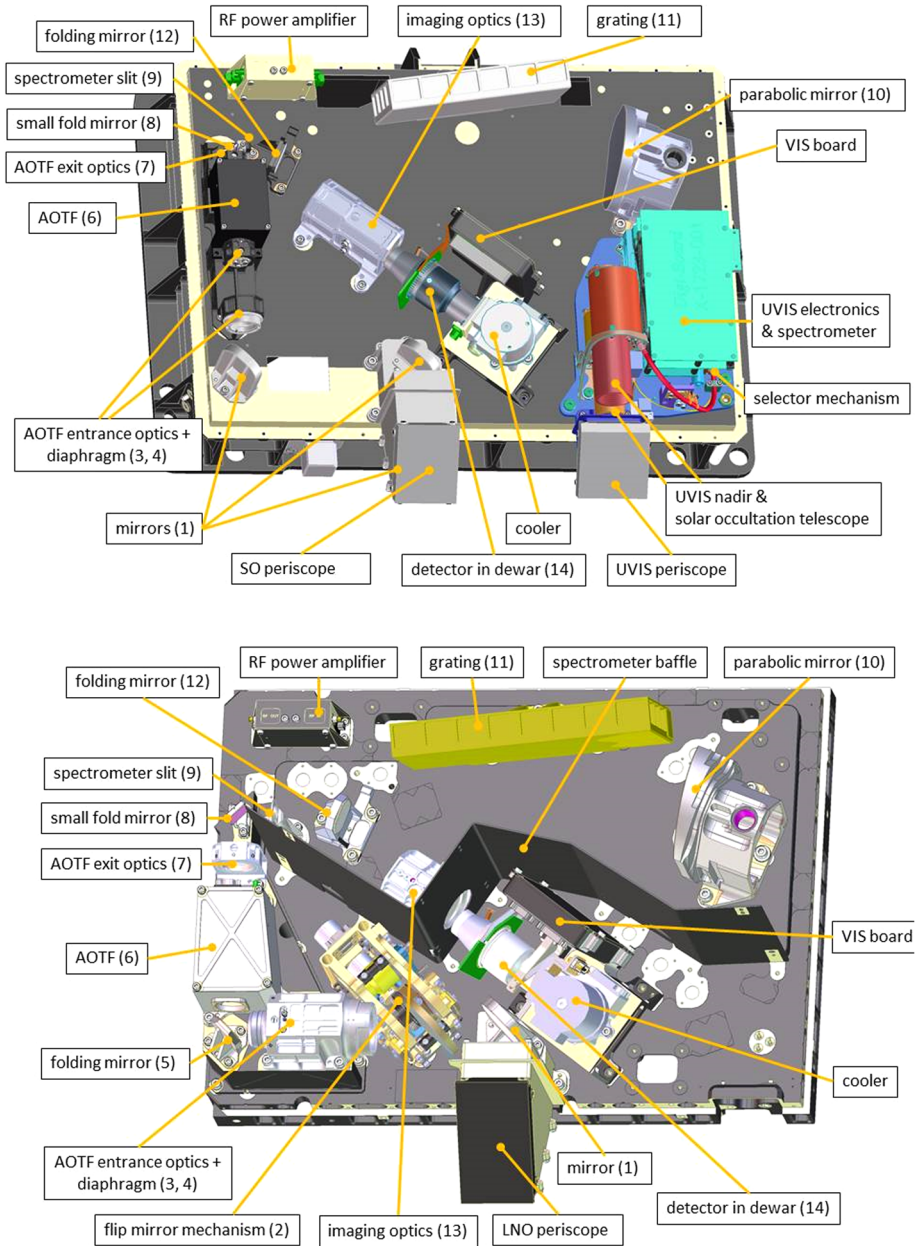 RF power amplifier
imaging optics (13)
grating (11)
folding mirror (12)
spectrometer slit (9)
parabolic mirror (10)
small fold mirror (8)
VIS board
AOTF exit optics (7)
AOTF (6)
UVIS electronics
& spectrometer
selector mechanism
AOTF entrance optics +
diaphragm (3, 4)
UVIS nadir &
solar occultation telescope
mirrors (1)
cooler
SO periscope
detector in dewar (14)
UVIS periscope
RF power amplifier
grating (11)
spectrometer baffle
parabolic mirror (10)
folding mirror (12)
spectrometer slit (9)
small fold mirror (8)
AOTF exit optics (7)
VIS board
AOTF (6)
folding mirror (5)
cooler
AOTF entrance optics +
diaphragm (3, 4)
mirror (1)
detector in dewar (14)
flip mirror mechanism (2)
imaging optics (13)
LNO periscope